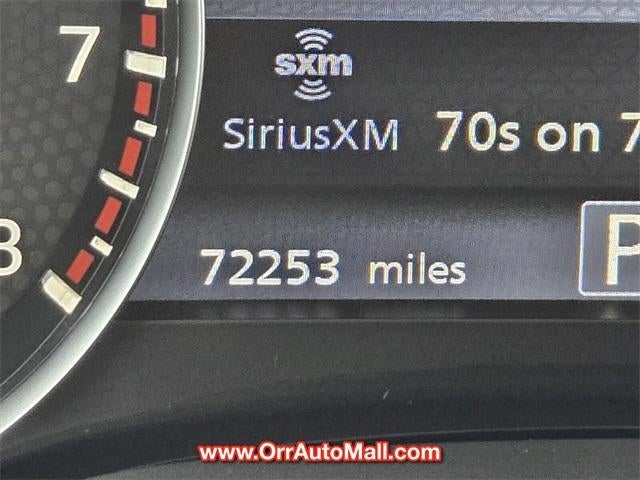 7
8
sxm
SiriusXM 70s on 7
72253 miles
P
www.OrrAutoMall.com